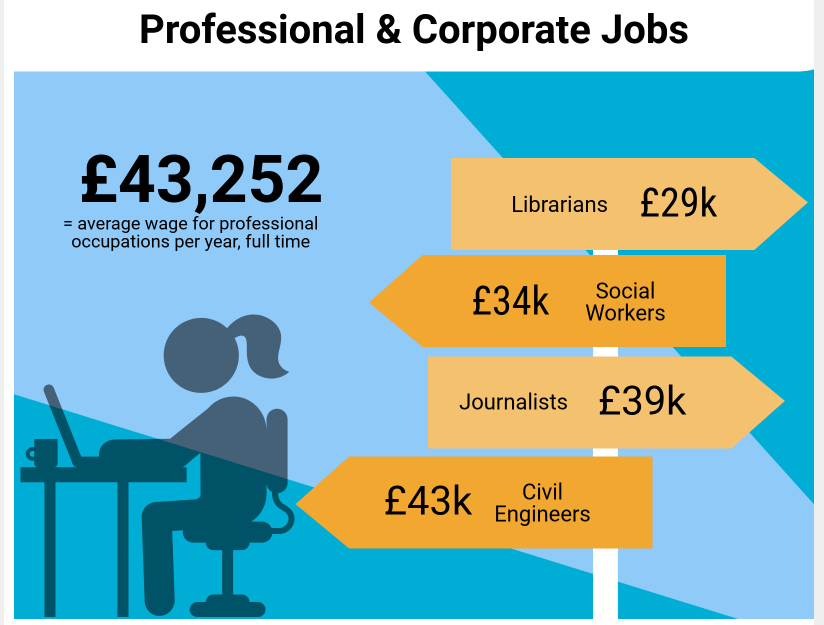 Professional & Corporate Jobs
£43,252
= average wage for professional
occupations per year, full time
Librarians £29k
£34k Social
Workers
Journalists £39k
£43k Civil
Engineers